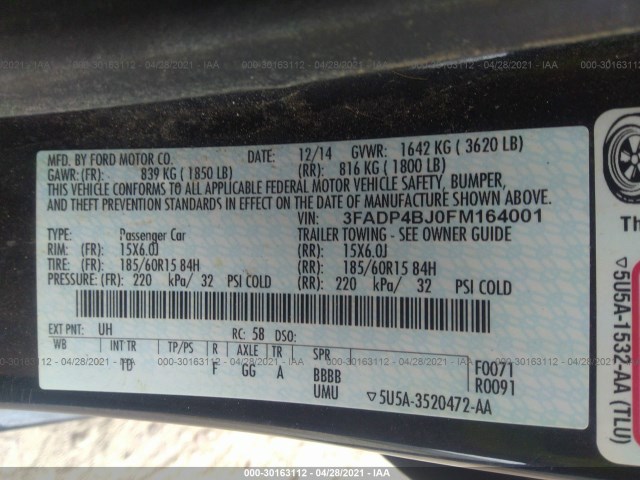 000-30163112 - 04/28/2021 - IAA
MFD. BY FORD MOTOR CO. DATE: 12/14 GVWR: 1642 KG ( 3620 LB)
GAWR: (FR): 839 KG ( 1850 LB) (RR): 816 KG ( 1800 LB)
THIS VEHICLE CONFORMS TO ALL APPLICABLE FEDERAL MOTOR VEHICLE SAFETY, BUMPER,
AND THEFT PREVENTION STANDARDS IN EFFECT ON THE DATE OF MANUFACTURE SHOWN ABOVE.
VIN: 3FADP4BJ0FM164001
TYPE: Passenger Car TRAILER TOWING - SEE OWNER GUIDE
RIM: (FR): 15X6.0J (RR): 15X6.0J
TIRE: (FR): 185/60R15 84H (RR): 185/60R15 84H
PRESSURE: (FR): 220 kPa/ 32 PSI COLD (RR): 220 kPa/ 32 PSI COLD
EXT PNT: UH RC: 58 DSO:
WB INT TR TP/PS R AXLE TR SPR
TD F GG A BBBB
UMU
F0071
R0091
▽5U5A-3520472-AA
Th
▽5U5A-1532-AA (TLU)
000-30163112 - 04/28/2021 - IAA